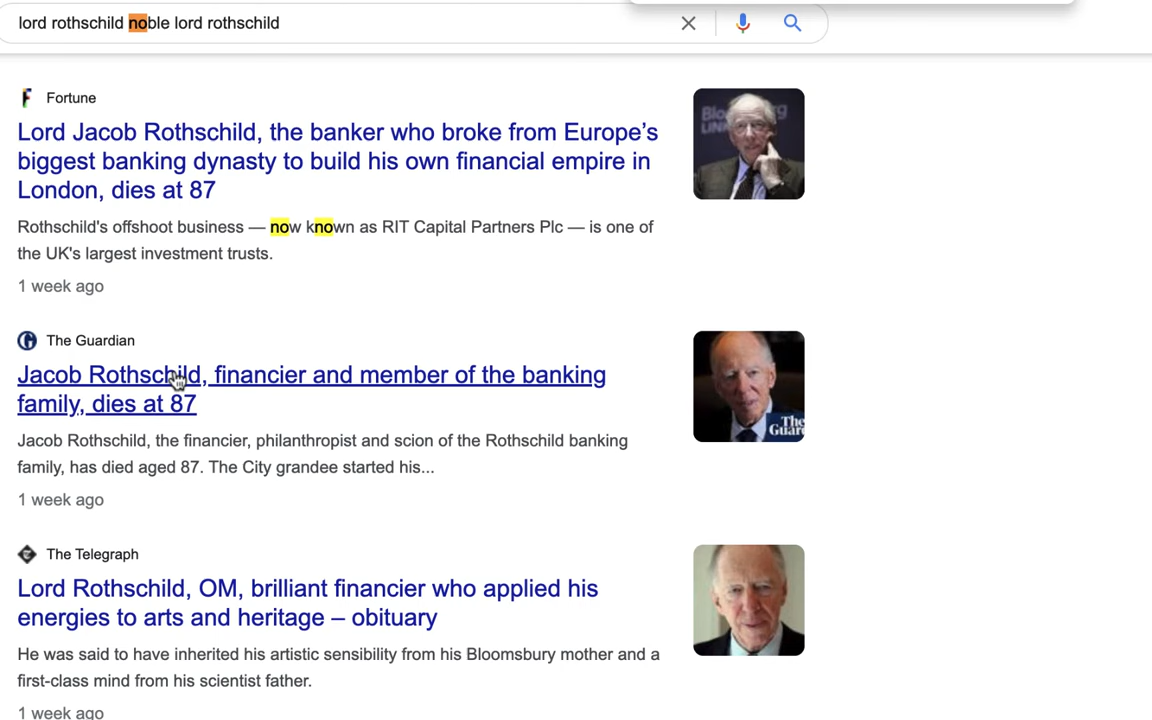 lord rothschild noble lord rothschild
Fortune
Lord Jacob Rothschild, the banker who broke from Europe’s
biggest banking dynasty to build his own financial empire in
London, dies at 87
Rothschild's offshoot business — now known as RIT Capital Partners Plc — is one of
the UK's largest investment trusts.
1 week ago
The Guardian
Jacob Rothschild, financier and member of the banking
family, dies at 87
The
Jacob Rothschild, the financier, philanthropist and scion of the Rothschild banking
family, has died aged 87. The City grandee started his...
1 week ago
The Telegraph
Lord Rothschild, OM, brilliant financier who applied his
energies to arts and heritage – obituary
He was said to have inherited his artistic sensibility from his Bloomsbury mother and a
first-class mind from his scientist father.
1 week ago